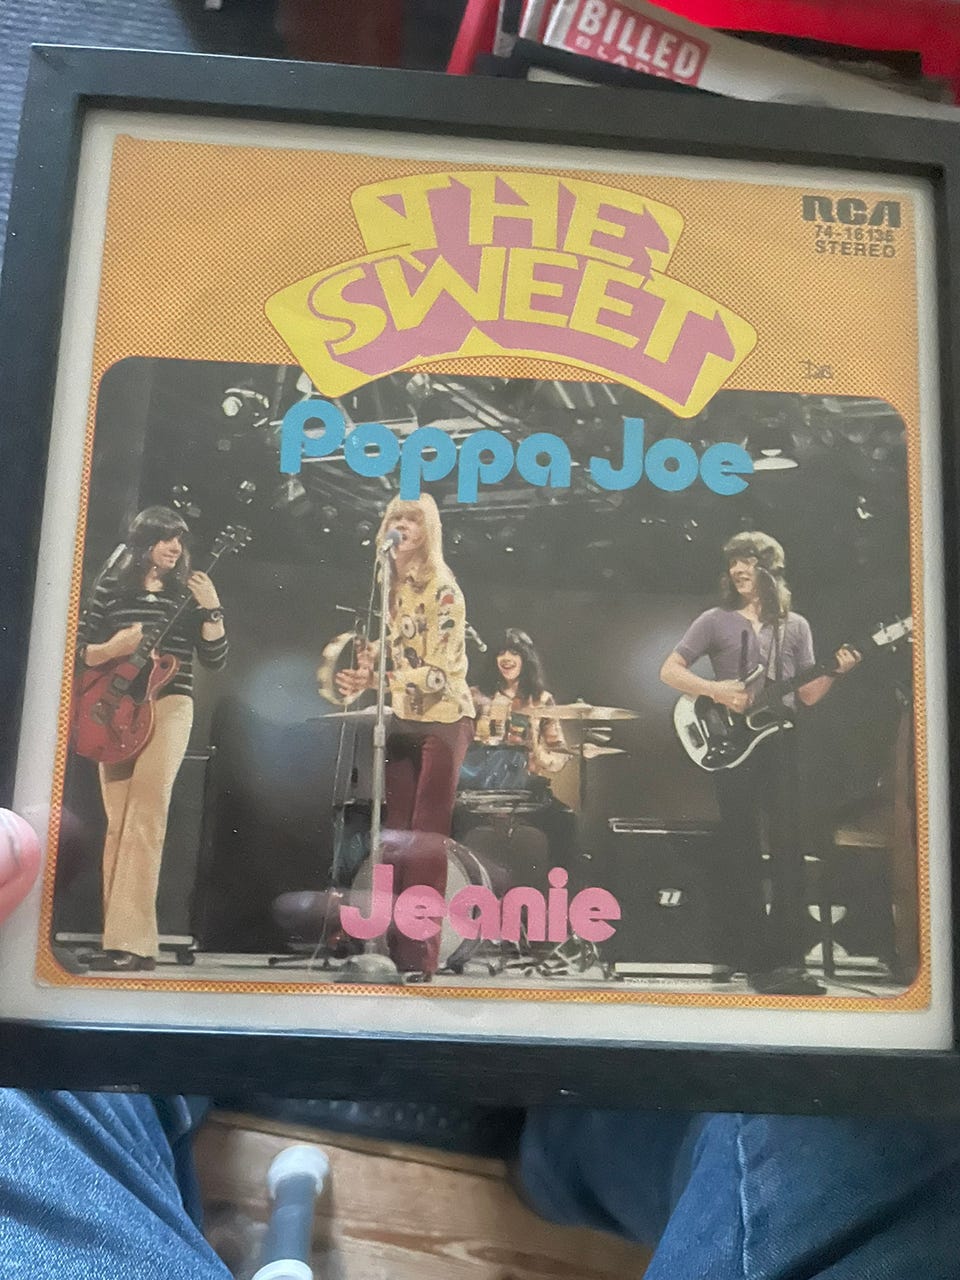 BILLED
THE
SWEET
RCA
74-16136
STEREO
Poppa Joe
Jeanie